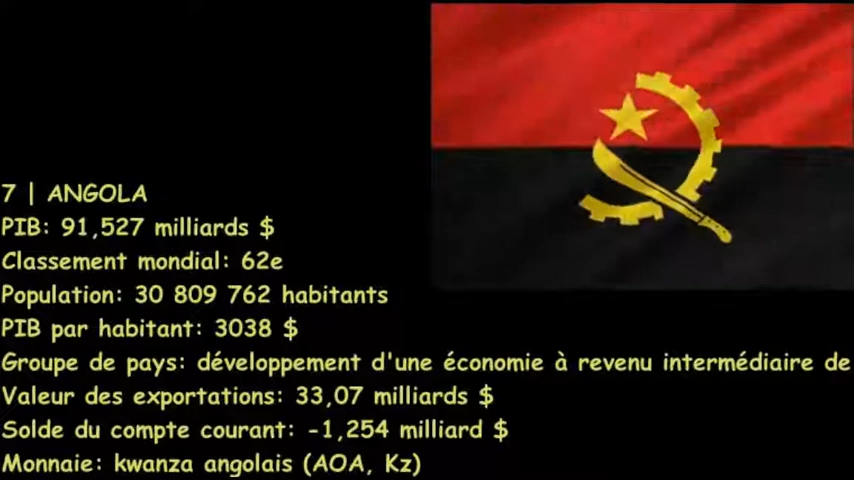 7 | ANGOLA
PIB: 91,527 milliards $
Classement mondial: 62e
Population: 30 809 762 habitants
PIB par habitant: 3038 $
Groupe de pays: développement d'une économie à revenu intermédiaire de
Valeur des exportations: 33,07 milliards $
Solde du compte courant: -1,254 milliard $
Monnaie: kwanza angolais (AOA, Kz)